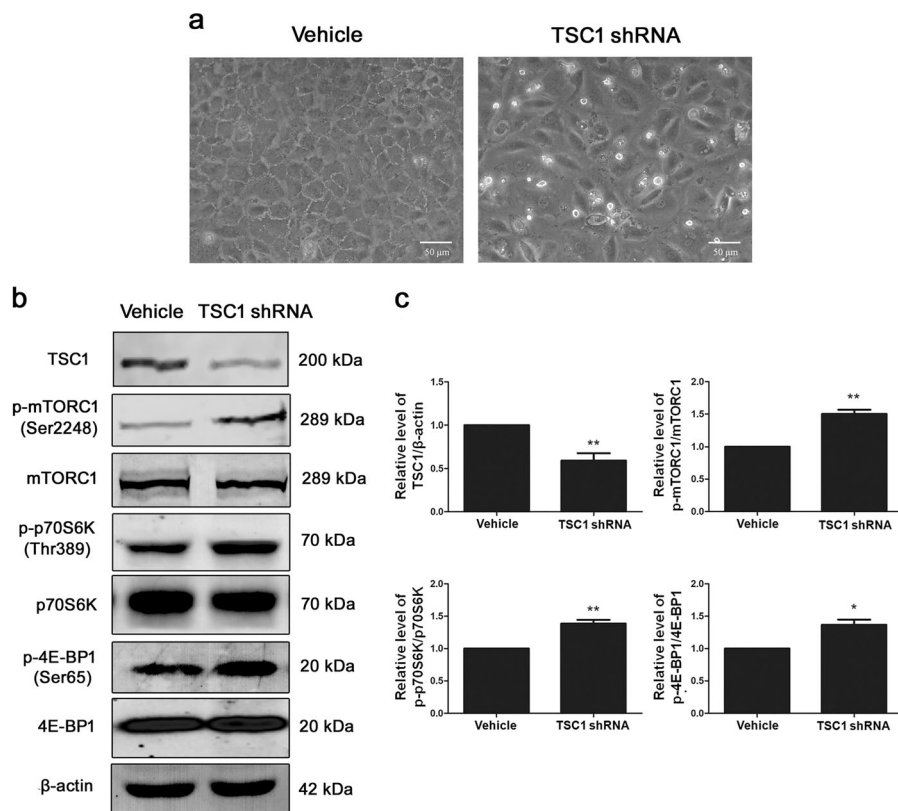 a
Vehicle
TSC1 shRNA
50 μm
50 μm
b
Vehicle TSC1 shRNA
TSC1
200 kDa
p-mTORC1
(Ser2248)
289 kDa
mTORC1
289 kDa
p-p70S6K
(Thr389)
70 kDa
p70S6K
70 kDa
p-4E-BP1
(Ser65)
20 kDa
4E-BP1
20 kDa
β-actin
42 kDa
c
Relative level of
TSC1/β-actin
1.5
1.0
0.5
0.0
Vehicle
TSC1 shRNA
**
Relative level of
p-mTORC1/mTORC1
2.0
1.5
1.0
0.5
0.0
Vehicle
TSC1 shRNA
**
Relative level of
p-p70S6K/p70S6K
2.0
1.5
1.0
0.5
0.0
Vehicle
TSC1 shRNA
**
Relative level of
p-4E-BP1/4E-BP1
2.0
1.5
1.0
0.5
0.0
Vehicle
TSC1 shRNA
*